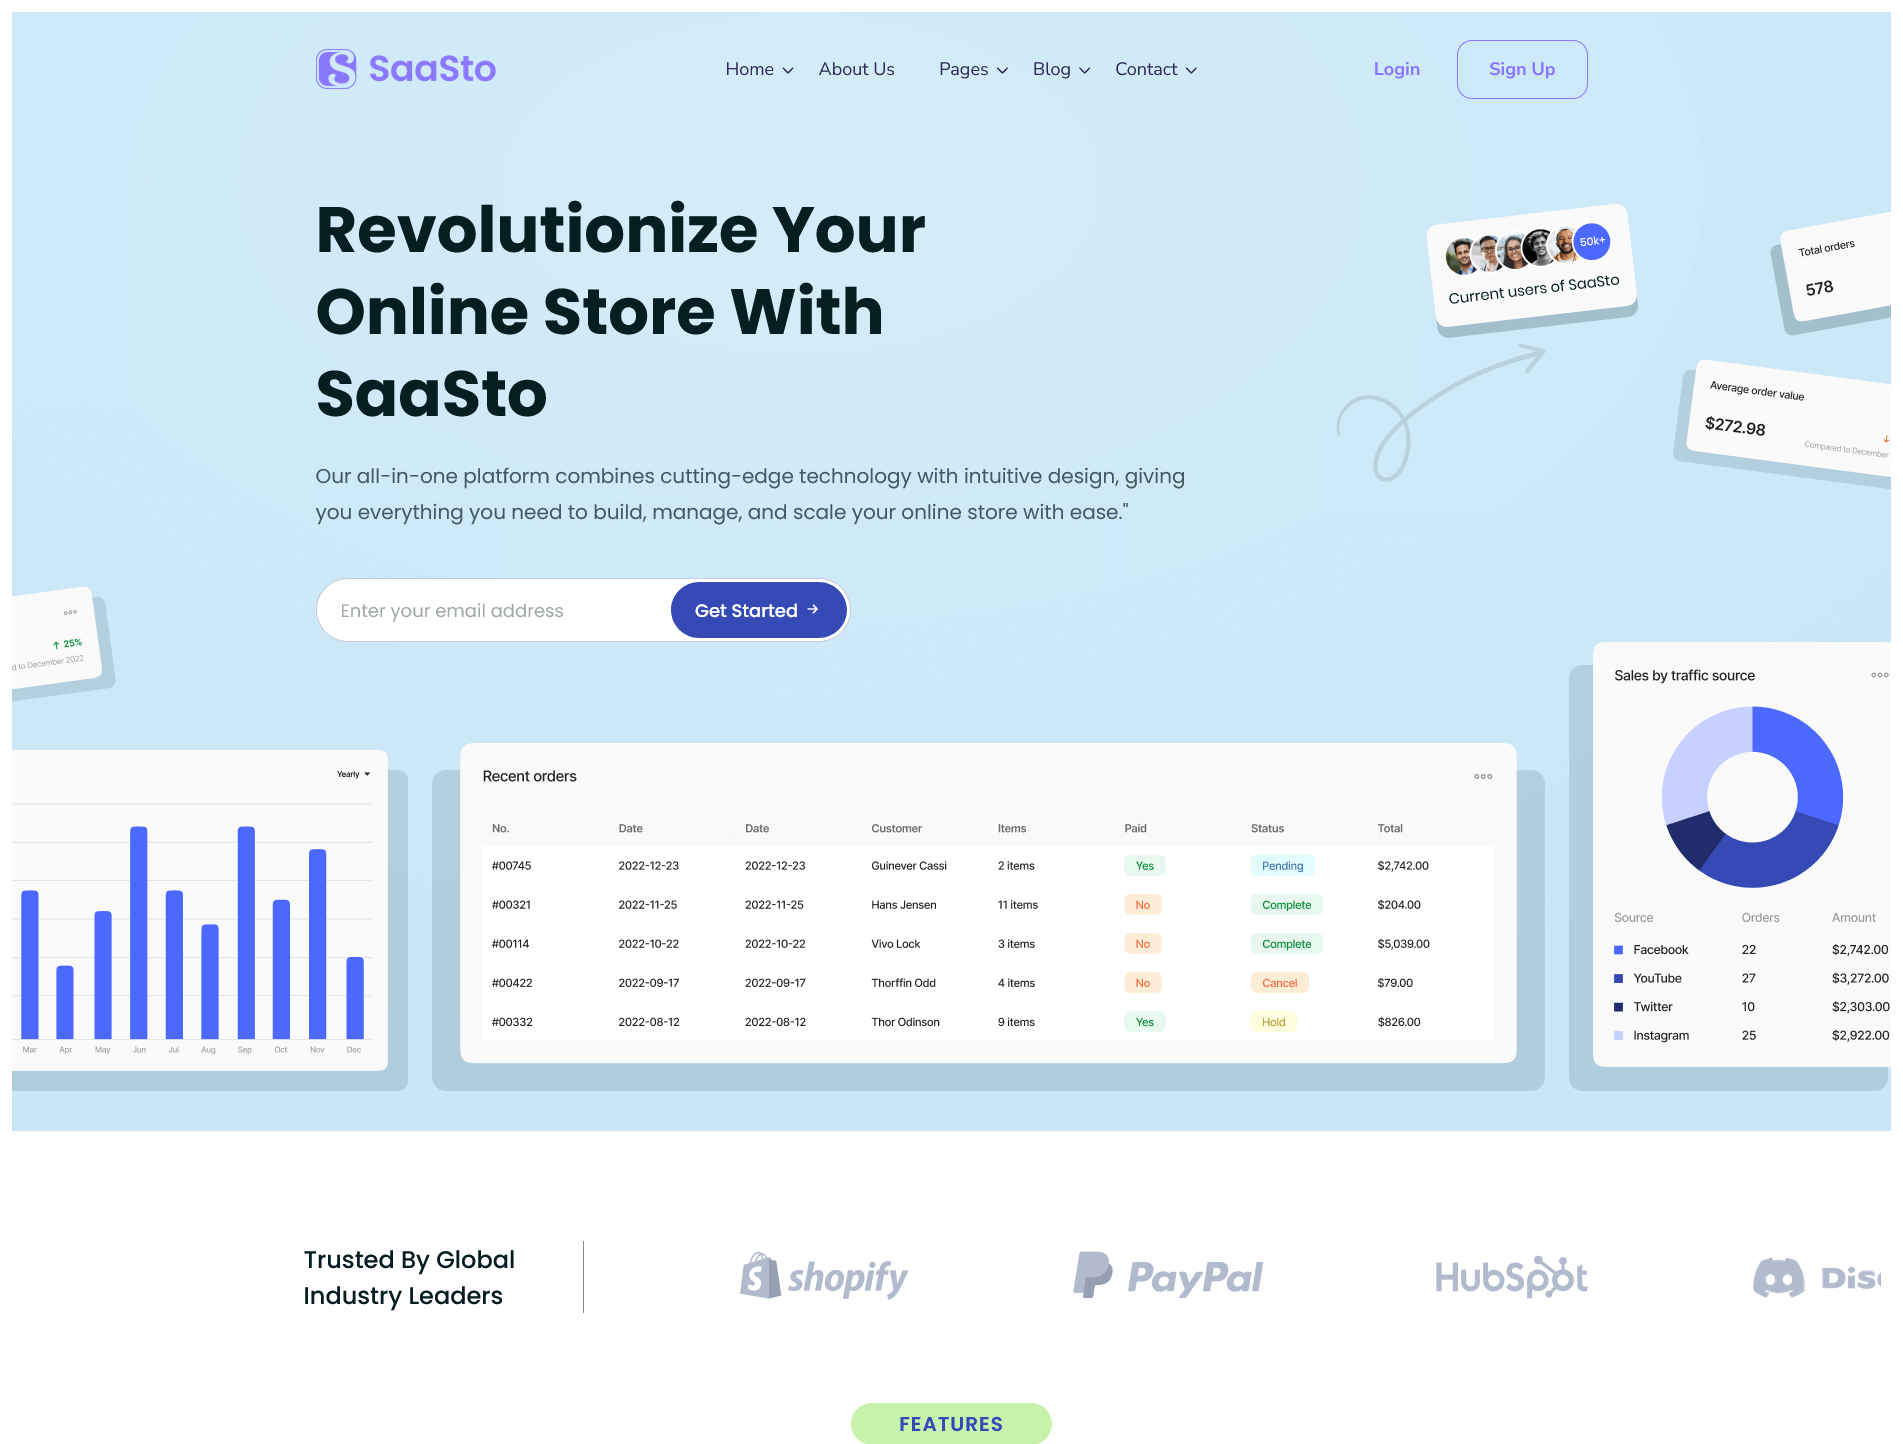 SaaSto
Home
About Us
Pages
Blog
Contact
Login
Sign Up
Revolutionize Your
Online Store With
SaaSto
Our all-in-one platform combines cutting-edge technology with intuitive design, giving
you everything you need to build, manage, and scale your online store with ease."
Enter your email address
Get Started
50k+
Current users of SaaSto
Total orders
578
Average order value
$272.98
Compared to December
25%
d to December 2022
Yearly
Mar Apr May Jun Jul Aug Sep Oct Nov Dec
Recent orders
No. Date Date Customer Items Paid Status Total
#00745 2022-12-23 2022-12-23 Guinever Cassi 2 items Yes Pending $2,742.00
#00321 2022-11-25 2022-11-25 Hans Jensen 11 items No Complete $204.00
#00114 2022-10-22 2022-10-22 Vivo Lock 3 items No Complete $5,039.00
#00422 2022-09-17 2022-09-17 Thorffin Odd 4 items No Cancel $79.00
#00332 2022-08-12 2022-08-12 Thor Odinson 9 items Yes Hold $826.00
Sales by traffic source
Source Orders Amount
Facebook 22 $2,742.00
YouTube 27 $3,272.00
Twitter 10 $2,303.00
Instagram 25 $2,922.00
Trusted By Global
Industry Leaders
shopify
PayPal
HubSpot
Disc
FEATURES